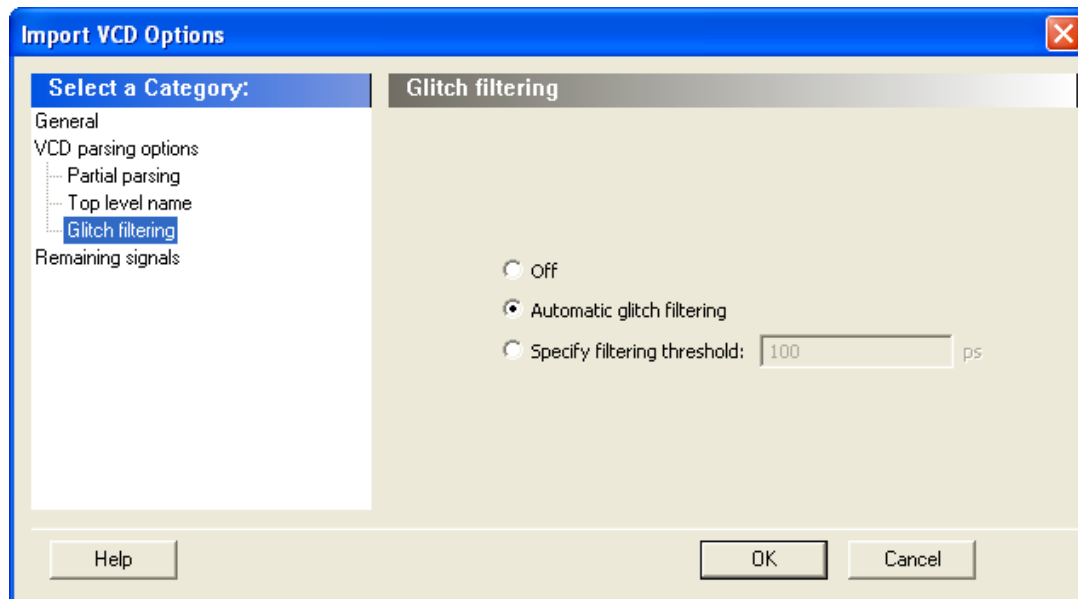 Import VCD Options
Select a Category:
General
VCD parsing options
Partial parsing
Top level name
Glitch filtering
Remaining signals
Glitch filtering
Off
Automatic glitch filtering
Specify filtering threshold: 100 ps
Help
OK
Cancel